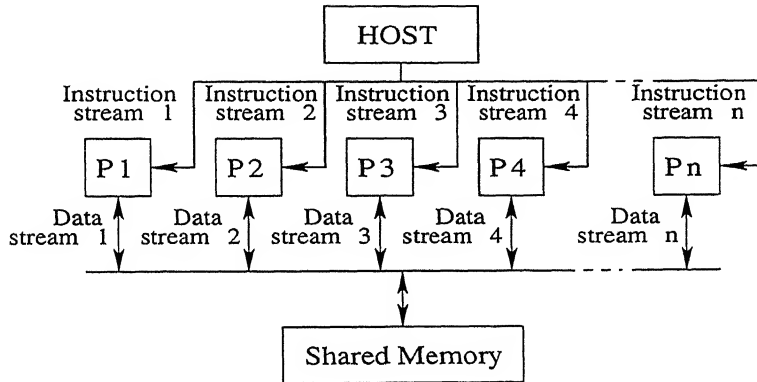 HOST
Instruction stream 1
Instruction stream 2
Instruction stream 3
Instruction stream 4
Instruction stream n
P1
P2
P3
P4
Pn
Data stream 1
Data stream 2
Data stream 3
Data stream 4
Data stream n
Shared Memory